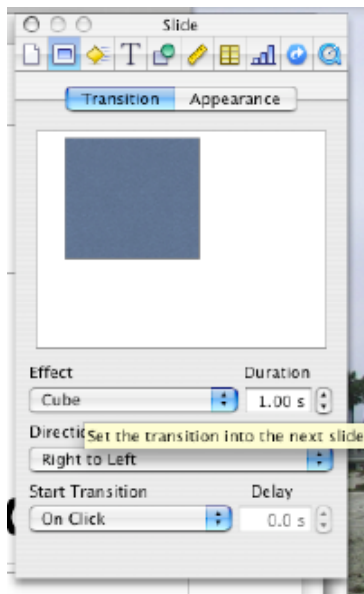 Slide
T
Transition Appearance
Effect Duration
Cube 1.00 s
Directio
Set the transition into the next slide
Right to Left
Start Transition Delay
On Click 0.0 s